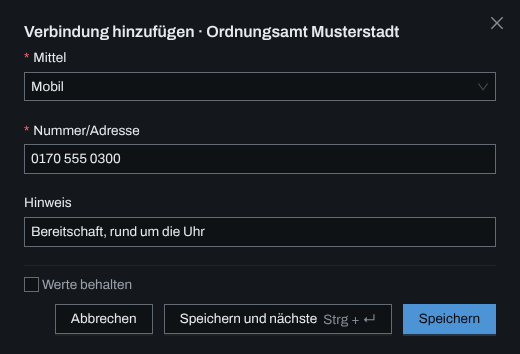 Verbindung hinzufügen · Ordnungsamt Musterstadt
* Mittel
Mobil
* Nummer/Adresse
0170 555 0300
Hinweis
Bereitschaft, rund um die Uhr
Werte behalten
Abbrechen
Speichern und nächste Strg + ↵
Speichern